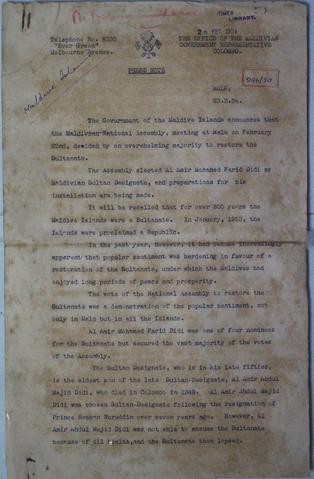 TIMES
LIBRARY.
Telephone No. 8200
"Ever Green"
Melbourne Avenue.
THE OFFICE OF THE MALDIVIAN
GOVERNMENT REPRESENTATIVE
COLOMBO.
PRESS NOTE
MALE,
23.2.54.
The Government of the Maldive Islands announces that
the Maldivian National Assembly, meeting at Male on February
22nd, decided by an overwhelming majority to restore the
Sultanate.
The Assembly elected Al Amir Mohamed Farid Didi as
Maldivian Sultan Designate, and preparations for his
installation are being made.
It will be recalled that for over 800 years the
Maldive Islands were a Sultanate. In January, 1953, the
Islands were proclaimed a Republic.
In the past year, however, it had become increasingly
apparent that popular sentiment was hardening in favour of a
restoration of the Sultanate, under which the Maldives had
enjoyed long periods of peace and prosperity.
The vote of the National Assembly to restore the
Sultanate was a demonstration of the popular sentiment, not
only in Male but in all the Islands.
Al Amir Mohamed Farid Didi was one of four nominees
for the Sultanate but secured the vast majority of the votes
of the Assembly.
The Sultan Designate, who is in his late fifties,
is the eldest son of the late Sultan-Designate, Al Amir Abdul
Majid Didi, who died in Colombo in 1952. Al Amir Abdul Majid
Didi was chosen Sultan-Designate following the resignation of
Prince Hassan Nurubdin over seven years ago. However, Al
Amir Abdul Majid Didi was not able to assume the Sultanate
because of ill health, and the Sultanate then lapsed.